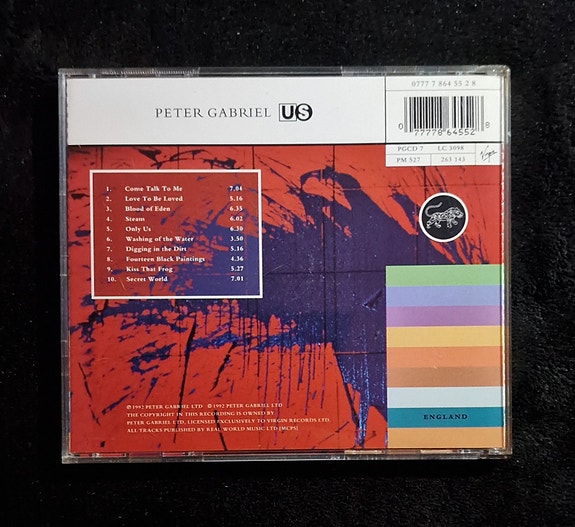 PETER GABRIEL US
0777 7 864 55 2 8
0 77778 64552 8
PGCD 7 LC 3098
PM 527 263 143
Virgin
1. Come Talk To Me 7.04
2. Love To Be Loved 5.16
3. Blood of Eden 6.35
4. Steam 6.02
5. Only Us 6.30
6. Washing of the Water 3.50
7. Digging in the Dirt 5.16
8. Fourteen Black Paintings 4.36
9. Kiss That Frog 5.27
10. Secret World 7.01
ENGLAND
℗ 1992 PETER GABRIEL LTD © 1992 PETER GABRIEL LTD
THE COPYRIGHT IN THIS RECORDING IS OWNED BY
PETER GABRIEL LTD, LICENSED EXCLUSIVELY TO VIRGIN RECORDS LTD.
ALL TRACKS PUBLISHED BY REAL WORLD MUSIC LTD [MCPS]